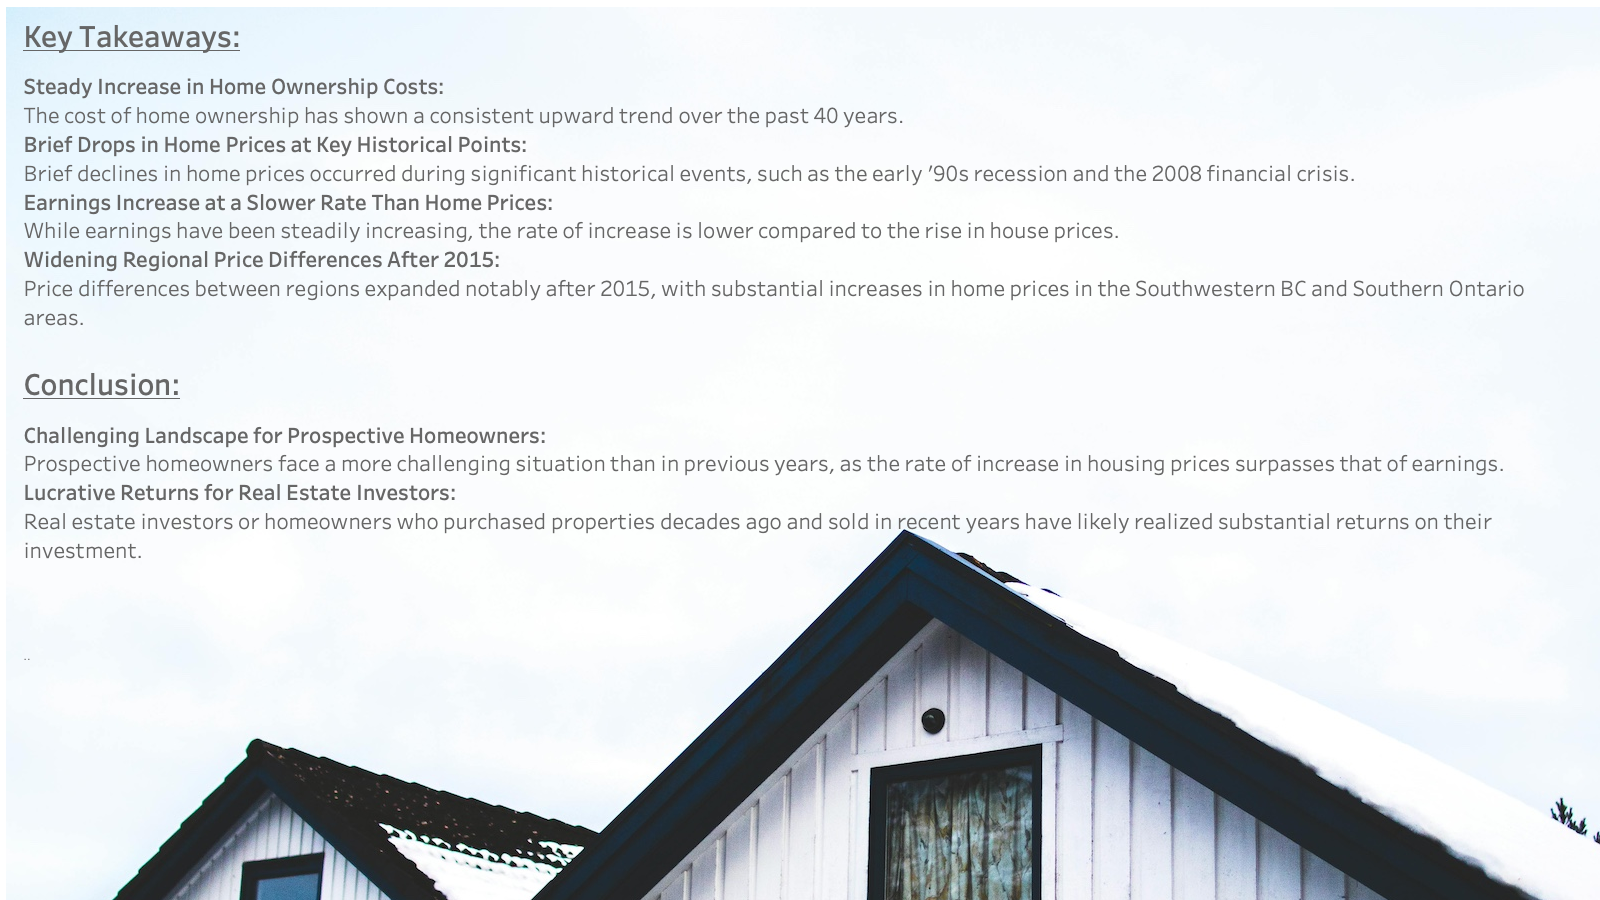 Key Takeaways:
Steady Increase in Home Ownership Costs:
The cost of home ownership has shown a consistent upward trend over the past 40 years.
Brief Drops in Home Prices at Key Historical Points:
Brief declines in home prices occurred during significant historical events, such as the early ’90s recession and the 2008 financial crisis.
Earnings Increase at a Slower Rate Than Home Prices:
While earnings have been steadily increasing, the rate of increase is lower compared to the rise in house prices.
Widening Regional Price Differences After 2015:
Price differences between regions expanded notably after 2015, with substantial increases in home prices in the Southwestern BC and Southern Ontario
areas.
Conclusion:
Challenging Landscape for Prospective Homeowners:
Prospective homeowners face a more challenging situation than in previous years, as the rate of increase in housing prices surpasses that of earnings.
Lucrative Returns for Real Estate Investors:
Real estate investors or homeowners who purchased properties decades ago and sold in recent years have likely realized substantial returns on their
investment.
..